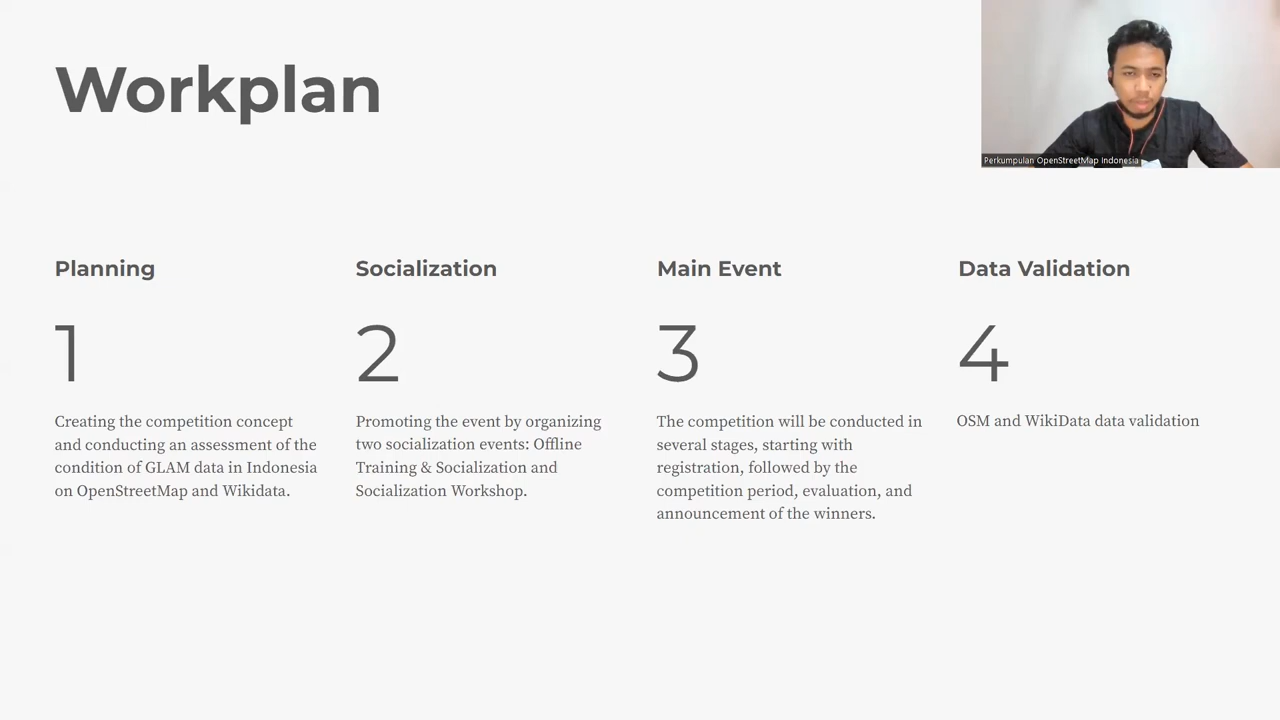 Workplan
Perkumpulan OpenStreetMap Indonesia
Planning
1
Creating the competition concept
and conducting an assessment of the
condition of GLAM data in Indonesia
on OpenStreetMap and Wikidata.
Socialization
2
Promoting the event by organizing
two socialization events: Offline
Training & Socialization and
Socialization Workshop.
Main Event
3
The competition will be conducted in
several stages, starting with
registration, followed by the
competition period, evaluation, and
announcement of the winners.
Data Validation
4
OSM and WikiData data validation